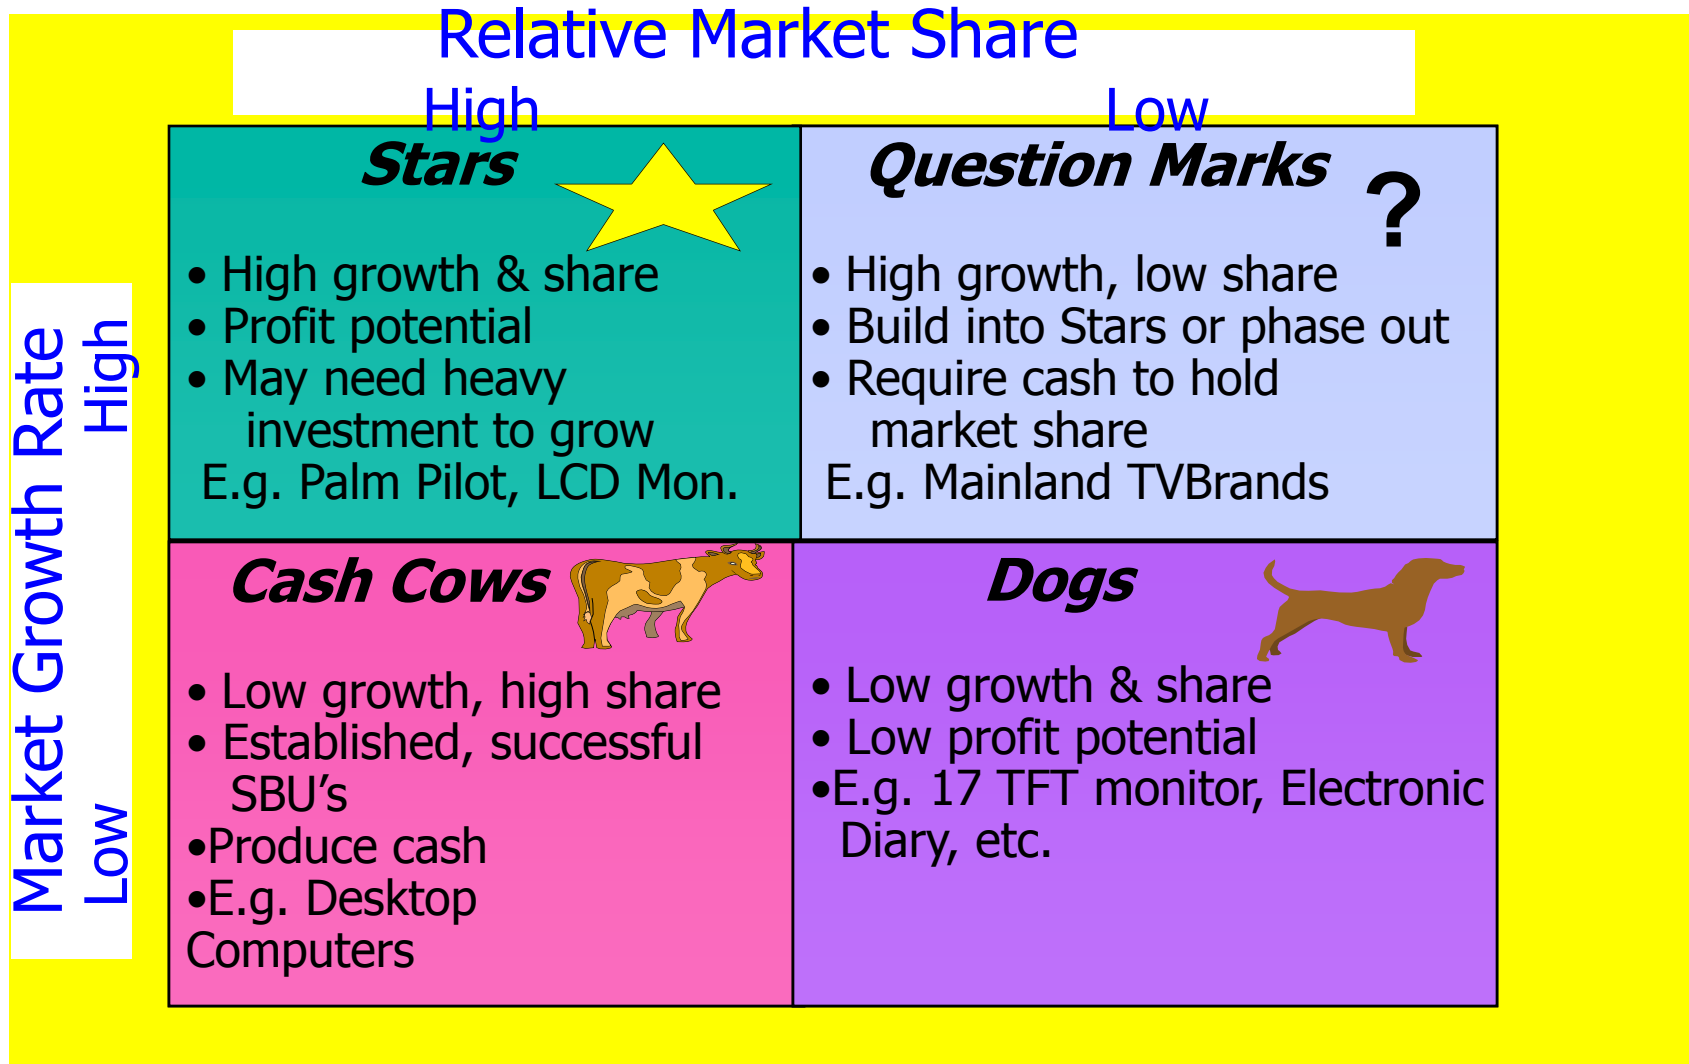 Relative Market Share
High Low
Market Growth Rate
High
Low
Stars
• High growth & share
• Profit potential
• May need heavy
investment to grow
E.g. Palm Pilot, LCD Mon.
Question Marks
?
• High growth, low share
• Build into Stars or phase out
• Require cash to hold
market share
E.g. Mainland TVBrands
Cash Cows
• Low growth, high share
• Established, successful
SBU’s
•Produce cash
•E.g. Desktop
Computers
Dogs
• Low growth & share
• Low profit potential
•E.g. 17 TFT monitor, Electronic
Diary, etc.